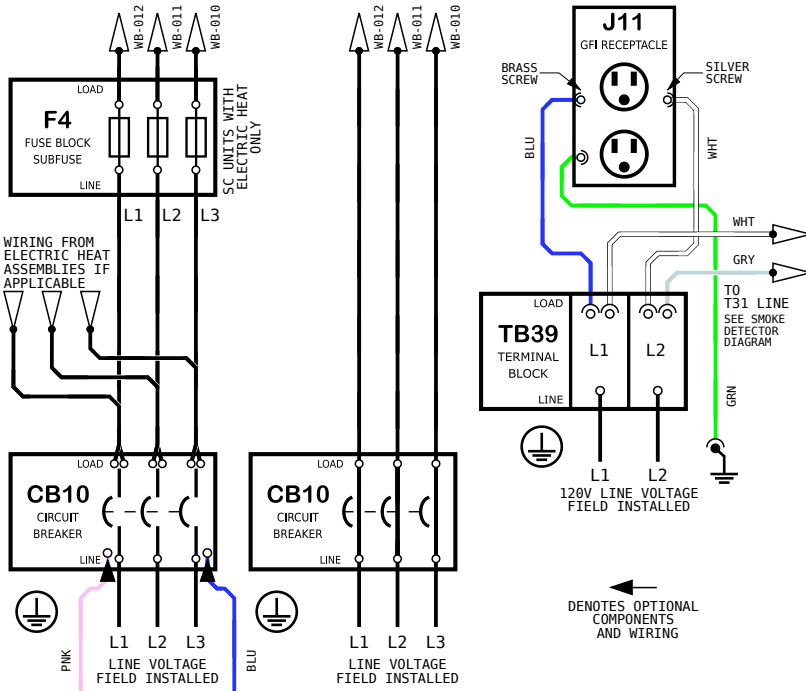 WB-012
WB-011
WB-010
LOAD
F4
FUSE BLOCK
SUBFUSE
LINE
SC UNITS WITH
ELECTRIC HEAT
ONLY
L1
L2
L3
WIRING FROM
ELECTRIC HEAT
ASSEMBLIES IF
APPLICABLE
LOAD
CB10
CIRCUIT
BREAKER
LINE
PNK
L1
L2
L3
BLU
LINE VOLTAGE
FIELD INSTALLED
WB-012
WB-011
WB-010
LOAD
CB10
CIRCUIT
BREAKER
LINE
L1
L2
L3
LINE VOLTAGE
FIELD INSTALLED
J11
GFI RECEPTACLE
BRASS
SCREW
SILVER
SCREW
BLU
WHT
WHT
GRY
TO
T31 LINE
SEE SMOKE
DETECTOR
DIAGRAM
LOAD
TB39
TERMINAL
BLOCK
LINE
L1
L2
GRN
L1
L2
120V LINE VOLTAGE
FIELD INSTALLED
DENOTES OPTIONAL
COMPONENTS
AND WIRING